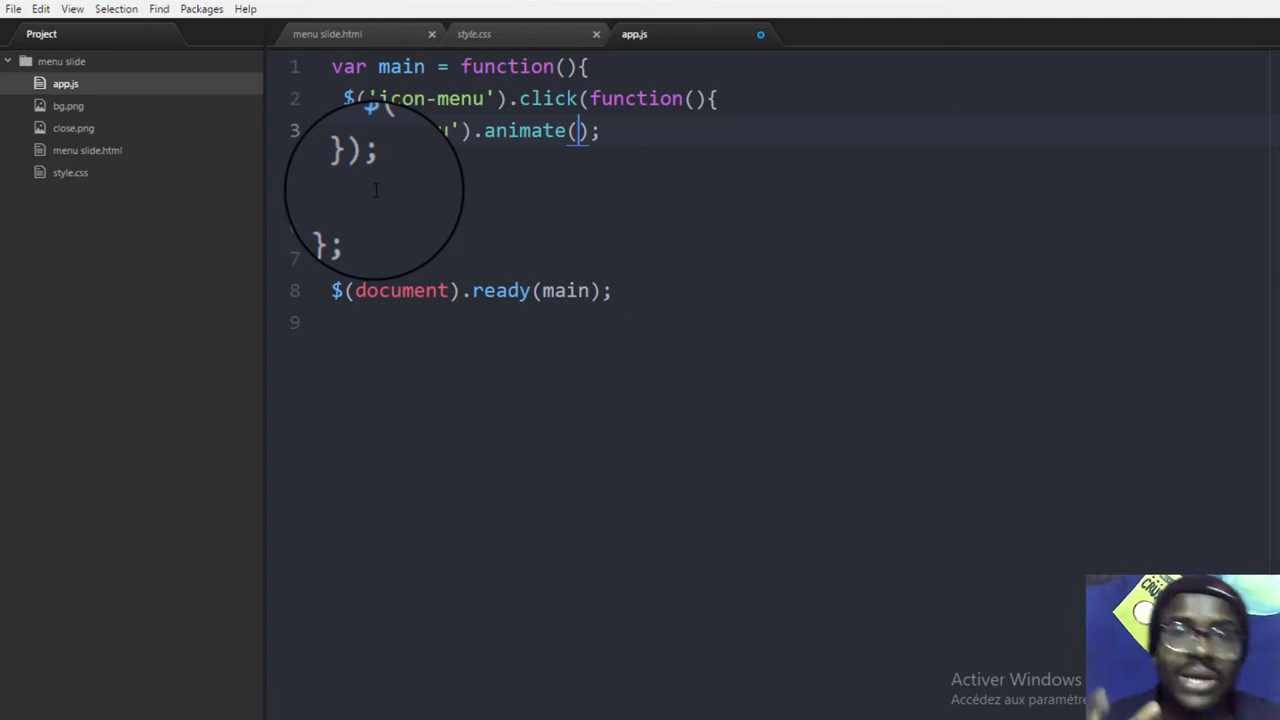 File Edit View Selection Find Packages Help
Project
menu slide.html
style.css
app.js
menu slide
app.js
bg.png
close.png
menu slide.html
style.css
1 var main = function(){
2 $('icon-menu').click(function(){
3 $( u').animate();
});
};
7
8 $(document).ready(main);
9
Activer Windows
Accédez aux paramètre